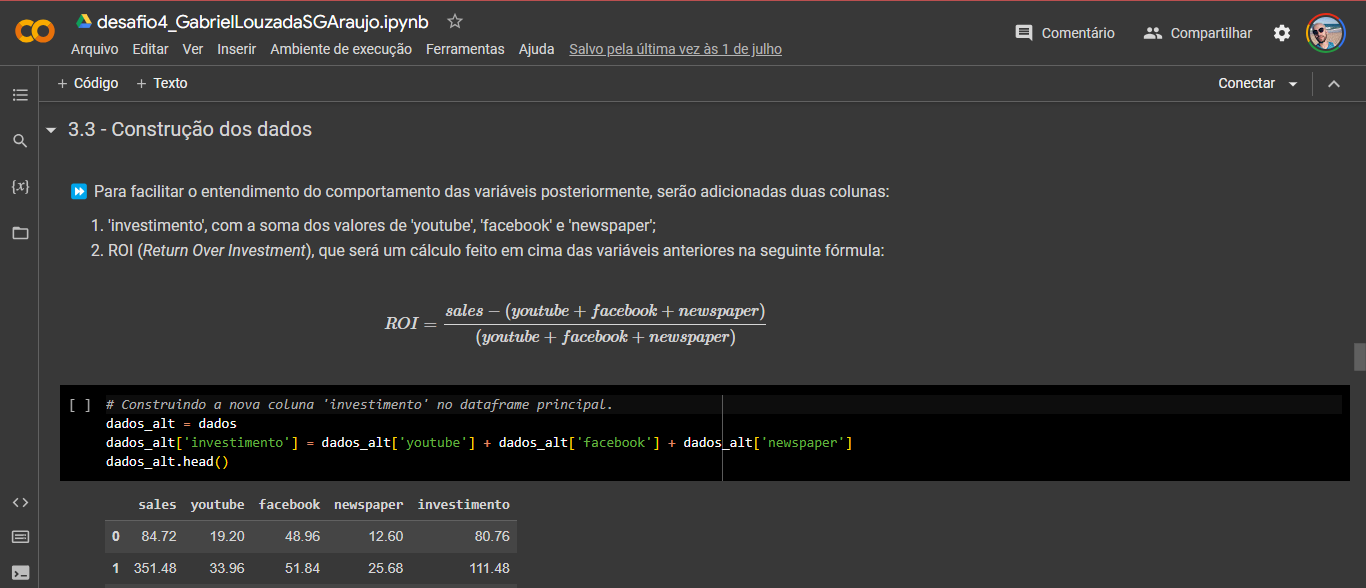 desafio4_GabrielLouzadaSGAraujo.ipynb
Arquivo Editar Ver Inserir Ambiente de execução Ferramentas Ajuda Salvo pela última vez às 1 de julho
Comentário Compartilhar
+ Código + Texto
Conectar
{x}
3.3 - Construção dos dados
Para facilitar o entendimento do comportamento das variáveis posteriormente, serão adicionadas duas colunas:
1. 'investimento', com a soma dos valores de 'youtube', 'facebook' e 'newspaper';
2. ROI (Return Over Investment), que será um cálculo feito em cima das variáveis anteriores na seguinte fórmula:
ROI = sales − (youtube + facebook + newspaper)
(youtube + facebook + newspaper)
[ ] # Construindo a nova coluna 'investimento' no dataframe principal.
dados_alt = dados
dados_alt['investimento'] = dados_alt['youtube'] + dados_alt['facebook'] + dados_alt['newspaper']
dados_alt.head()
sales youtube facebook newspaper investimento
0 84.72 19.20 48.96 12.60 80.76
1 351.48 33.96 51.84 25.68 111.48